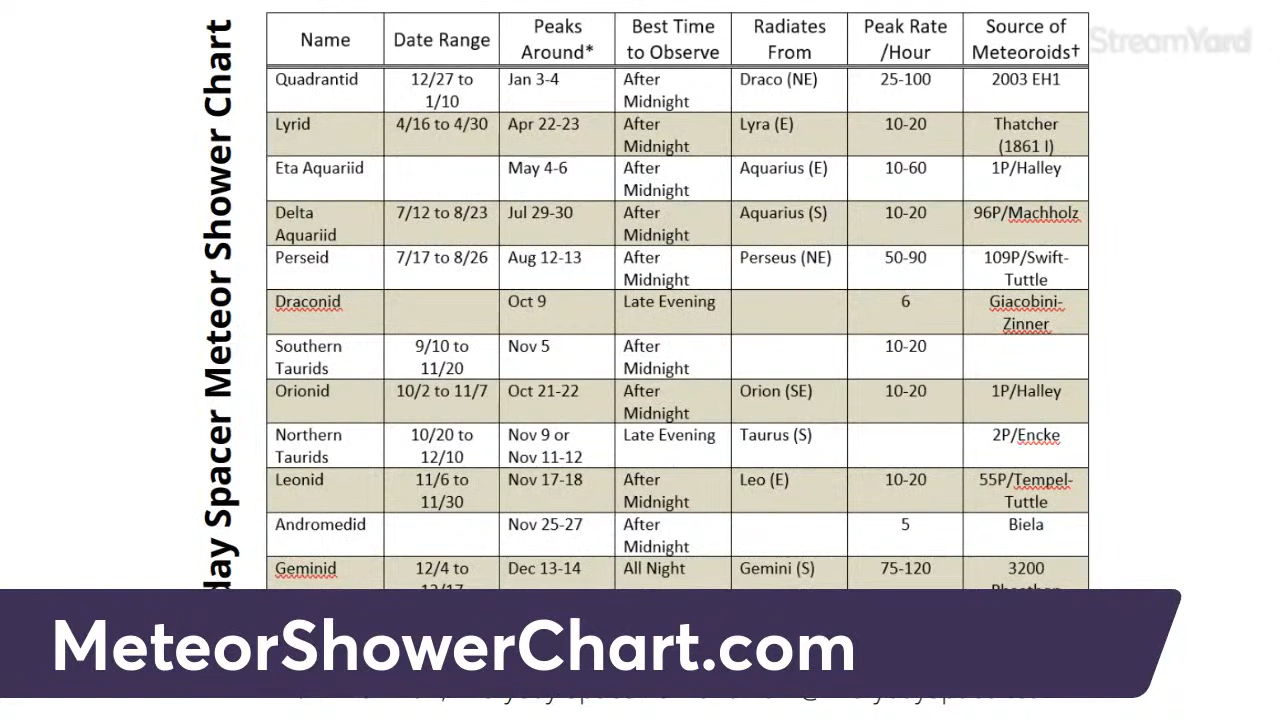 StreamYard
day Spacer Meteor Shower Chart
Name Date Range Peaks Around* Best Time to Observe Radiates From Peak Rate /Hour Source of Meteoroids†
Quadrantid 12/27 to 1/10 Jan 3-4 After Midnight Draco (NE) 25-100 2003 EH1
Lyrid 4/16 to 4/30 Apr 22-23 After Midnight Lyra (E) 10-20 Thatcher (1861 I)
Eta Aquariid May 4-6 After Midnight Aquarius (E) 10-60 1P/Halley
Delta Aquariid 7/12 to 8/23 Jul 29-30 After Midnight Aquarius (S) 10-20 96P/Machholz
Perseid 7/17 to 8/26 Aug 12-13 After Midnight Perseus (NE) 50-90 109P/Swift-Tuttle
Draconid Oct 9 Late Evening 6 Giacobini-Zinner
Southern Taurids 9/10 to 11/20 Nov 5 After Midnight 10-20
Orionid 10/2 to 11/7 Oct 21-22 After Midnight Orion (SE) 10-20 1P/Halley
Northern Taurids 10/20 to 12/10 Nov 9 or Nov 11-12 Late Evening Taurus (S) 2P/Encke
Leonid 11/6 to 11/30 Nov 17-18 After Midnight Leo (E) 10-20 55P/Tempel-Tuttle
Andromedid Nov 25-27 After Midnight 5 Biela
Geminid 12/4 to Dec 13-14 All Night Gemini (S) 75-120 3200
MeteorShowerChart.com